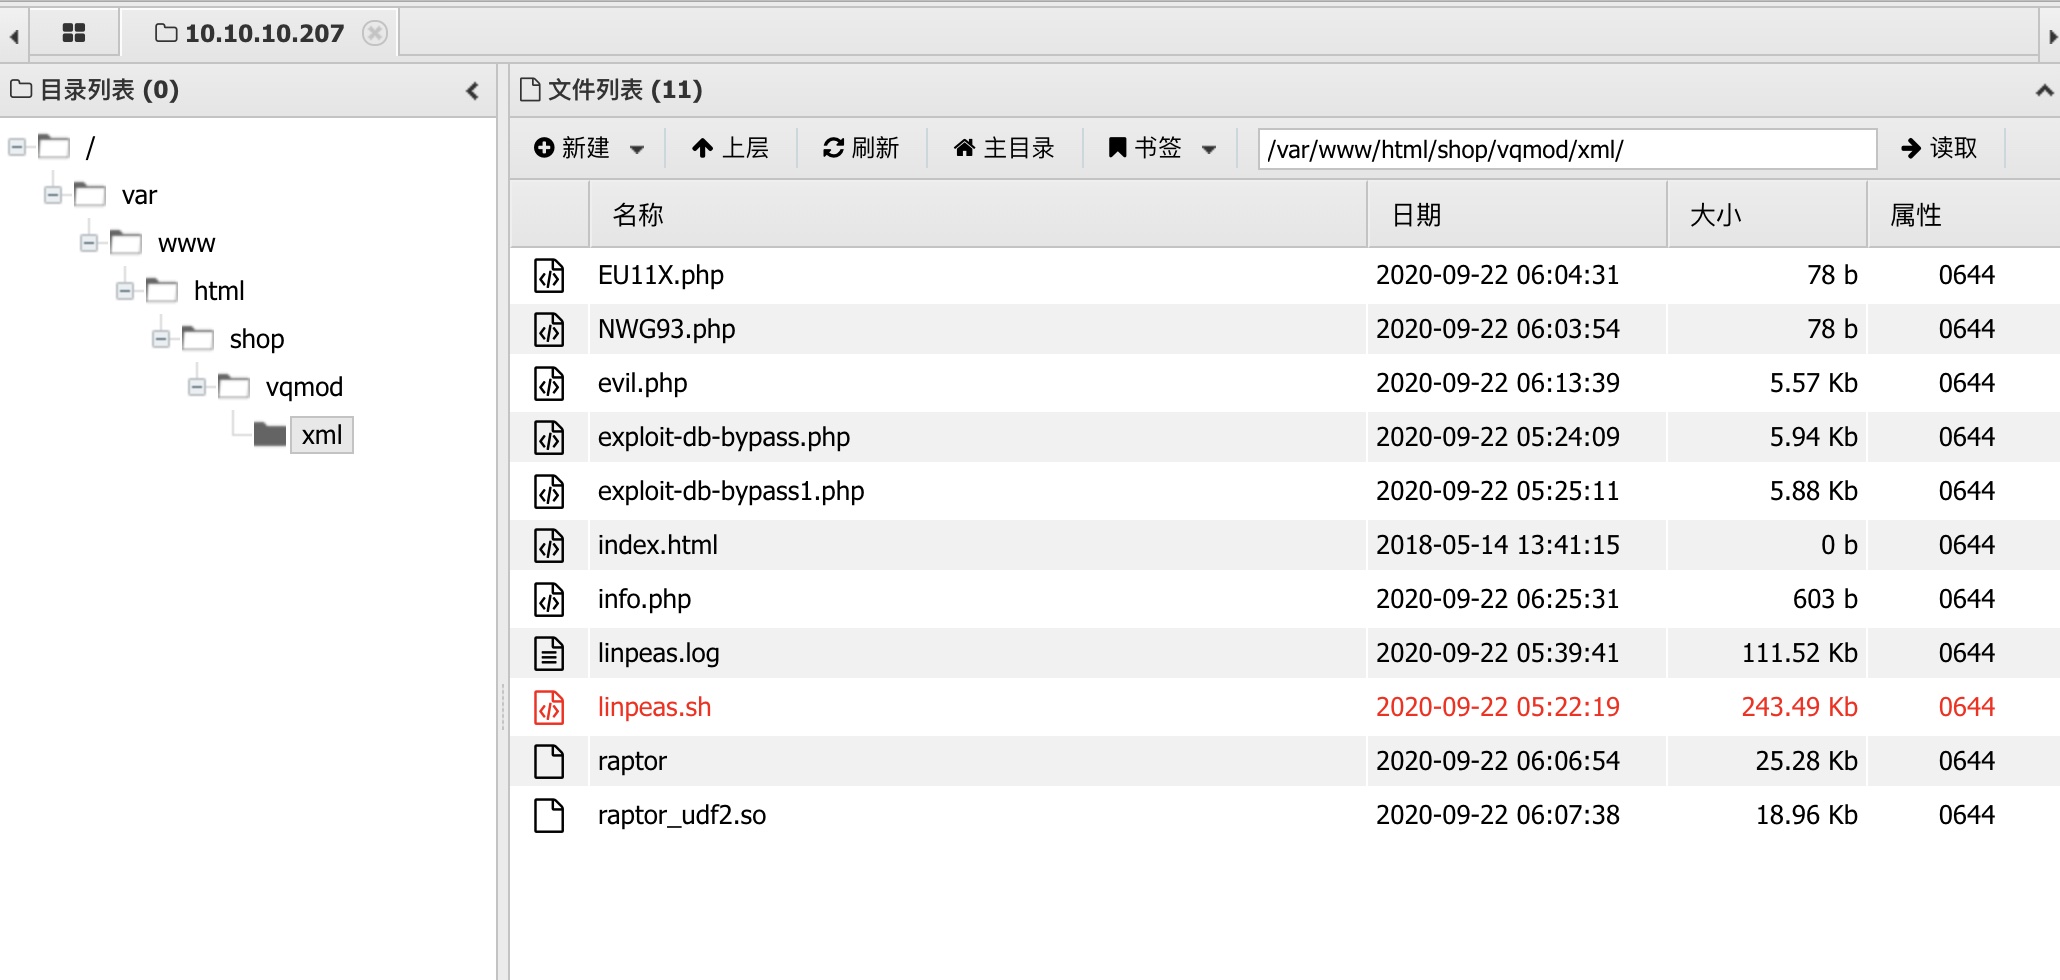 10.10.10.207
目录列表 (0)
/
var
www
html
shop
vqmod
xml
文件列表 (11)
新建 上层 刷新 主目录 书签 /var/www/html/shop/vqmod/xml/ 读取
名称 日期 大小 属性
EU11X.php 2020-09-22 06:04:31 78 b 0644
NWG93.php 2020-09-22 06:03:54 78 b 0644
evil.php 2020-09-22 06:13:39 5.57 Kb 0644
exploit-db-bypass.php 2020-09-22 05:24:09 5.94 Kb 0644
exploit-db-bypass1.php 2020-09-22 05:25:11 5.88 Kb 0644
index.html 2018-05-14 13:41:15 0 b 0644
info.php 2020-09-22 06:25:31 603 b 0644
linpeas.log 2020-09-22 05:39:41 111.52 Kb 0644
linpeas.sh 2020-09-22 05:22:19 243.49 Kb 0644
raptor 2020-09-22 06:06:54 25.28 Kb 0644
raptor_udf2.so 2020-09-22 06:07:38 18.96 Kb 0644